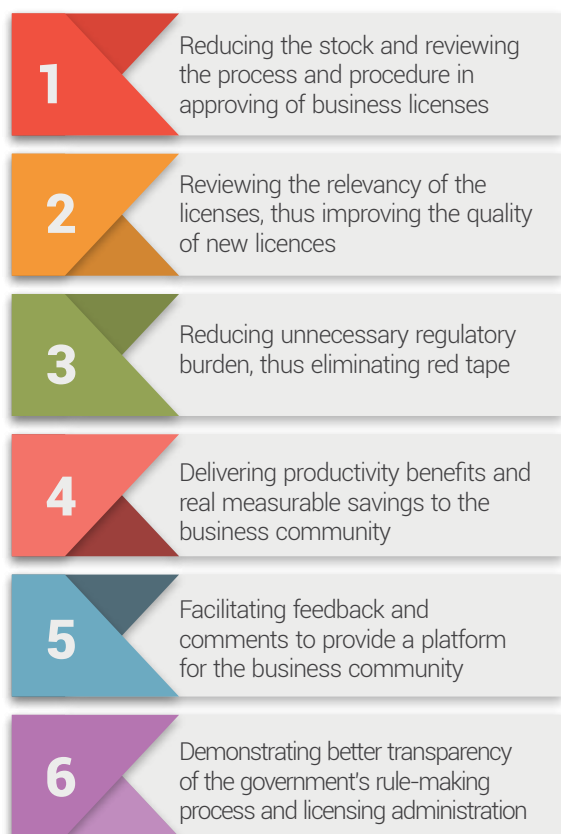 1
Reducing the stock and reviewing
the process and procedure in
approving of business licenses
2
Reviewing the relevancy of the
licenses, thus improving the quality
of new licences
3
Reducing unnecessary regulatory
burden, thus eliminating red tape
4
Delivering productivity benefits and
real measurable savings to the
business community
5
Facilitating feedback and
comments to provide a platform
for the business community
6
Demonstrating better transparency
of the government's rule-making
process and licensing administration